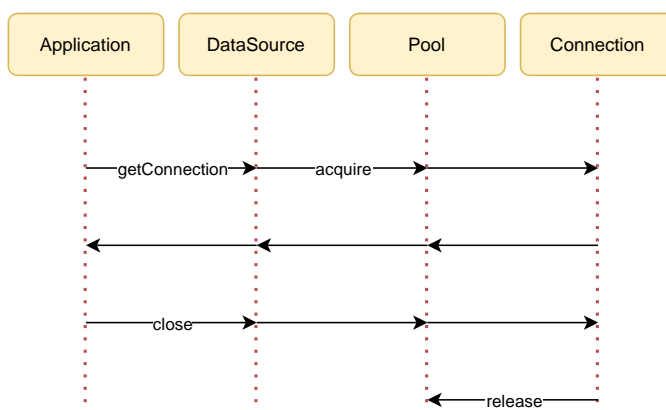 Application
DataSource
Pool
Connection
getConnection
acquire
close
release